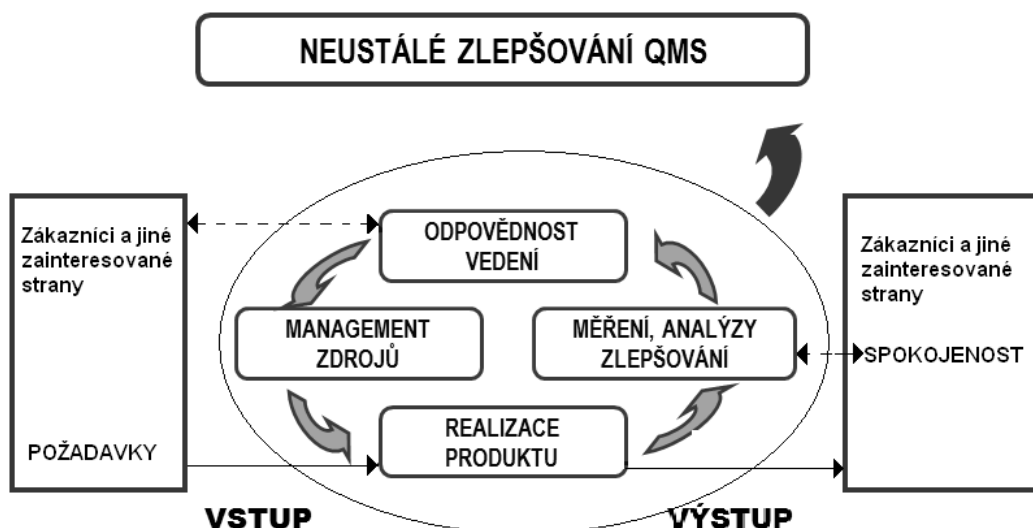 NEUSTÁLÉ ZLEPŠOVÁNÍ QMS
Zákazníci a jiné
zainteresované
strany
POŽADAVKY
ODPOVĚDNOST
VEDENÍ
MANAGEMENT
ZDROJŮ
MĚŘENÍ, ANALÝZY
ZLEPŠOVÁNÍ
REALIZACE
PRODUKTU
Zákazníci a jiné
zainteresované
strany
SPOKOJENOST
VSTUP
VÝSTUP